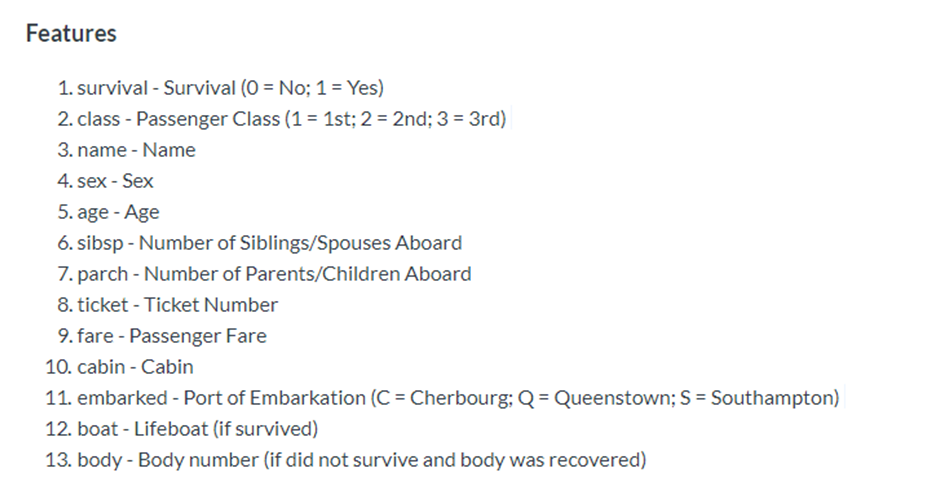 Features
1. survival - Survival (0 = No; 1 = Yes)
2. class - Passenger Class (1 = 1st; 2 = 2nd; 3 = 3rd)
3. name - Name
4. sex - Sex
5. age - Age
6. sibsp - Number of Siblings/Spouses Aboard
7. parch - Number of Parents/Children Aboard
8. ticket - Ticket Number
9. fare - Passenger Fare
10. cabin - Cabin
11. embarked - Port of Embarkation (C = Cherbourg; Q = Queenstown; S = Southampton)
12. boat - Lifeboat (if survived)
13. body - Body number (if did not survive and body was recovered)